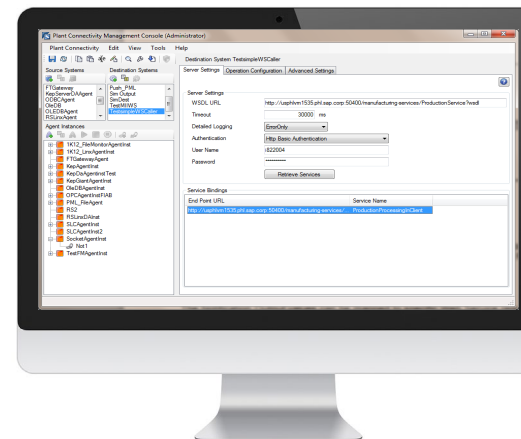 Plant Connectivity Management Console (Administrator)
Plant Connectivity Edit View Tools Help
Source Systems
FTGateway
KepServerDAAgent
ODBCAgent
OleDB
OLEDBAgent
RSLinxAgent
Destination Systems
Push_PML
Sim Output
SimDest
TestMIIWS
TestsimpleWSCaller
Agent Instances
1K12_FileMonitorAgentInst
1K12_LinxAgentInst
FTGatewayAgent
KepAgentInst
KepDaAgentInstTest
KepGiantAgentInst
OleDBAgentInst
OPCAgentInstFIAB
PML_FileAgent
RS2
RSLinxDAInst
SLCAgentInst
SLCAgentInst2
SocketAgentInst
Not1
TestFMAgentInst
Destination System TestsimpleWSCaller
Server Settings Operation Configuration Advanced Settings
Server Settings
WSDL URL http://usphlvm1535.phl.sap.corp:50400/manufacturing-services/ProductionService?wsdl
Timeout 30000 ms
Detailed Logging ErrorOnly
Authentication Http Basic Authentication
User Name i822004
Password
Retrieve Services
Service Bindings
End Point URL Service Name
http://usphlvm1535.phl.sap.corp:50400/manufacturing-services/... ProductionProcessingInClient